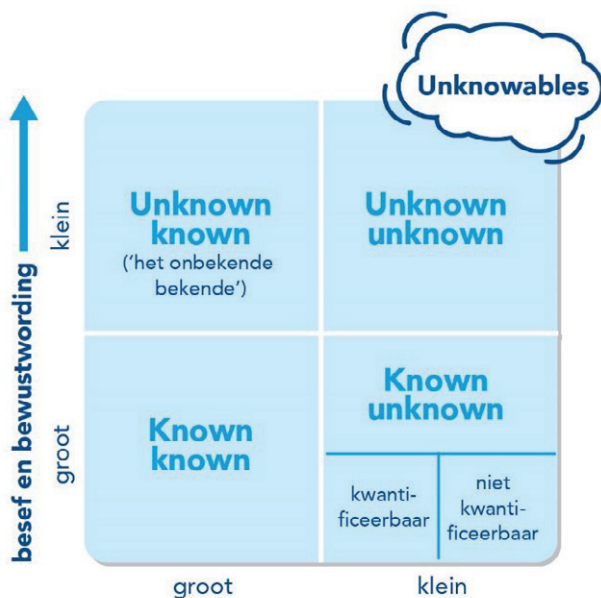 Unknowables
Unknown
known
('het onbekende
bekende')
Unknown
unknown
Known
known
Known
unknown
kwanti-
ficeerbaar
niet
kwanti-
ficeerbaar
besef en bewustwording
klein
groot
groot
klein